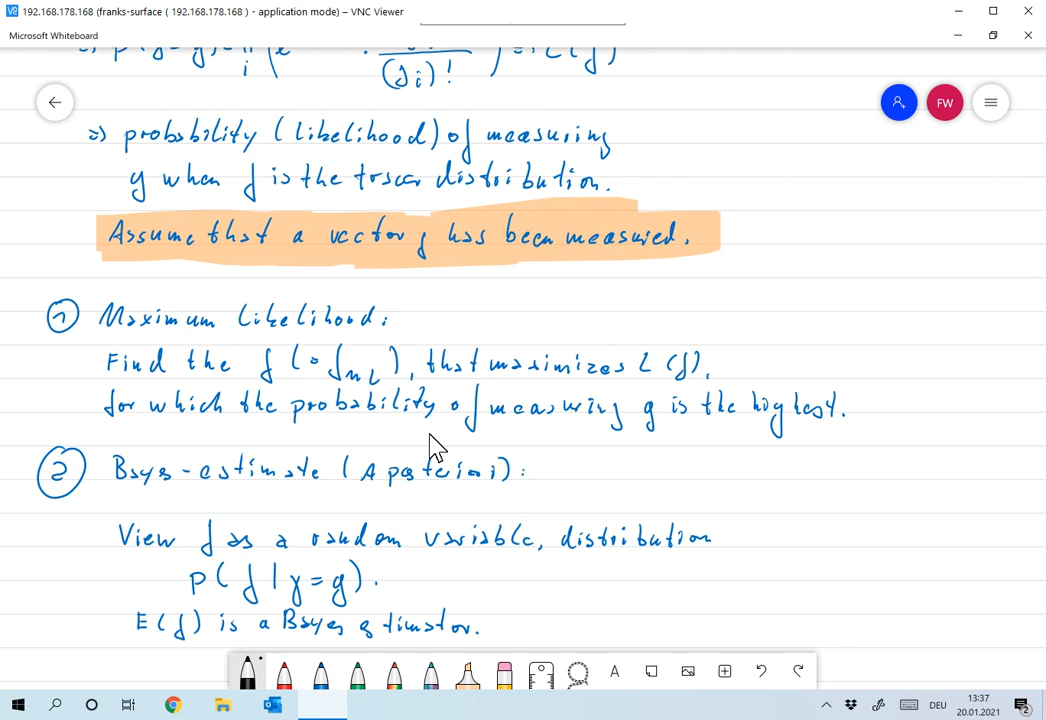 192.168.178.168 (franks-surface ( 192.168.178.168 ) - application mode) – VNC Viewer
Microsoft Whiteboard
(gi)!
FW
=> probability (likelihood) of measuring
g when f is the tracer distribution.
Assume that a vector g has been measured.
1 Maximum Likelihood:
Find the f (= f_ML), that maximizes L(f),
for which the probability of measuring g is the highest.
2 Bayes-estimate (A posteriori):
View f as a random variable, distribution
P(f | γ = g).
E(f) is a Bayes estimator.
A
DEU
13:37
20.01.2021
2